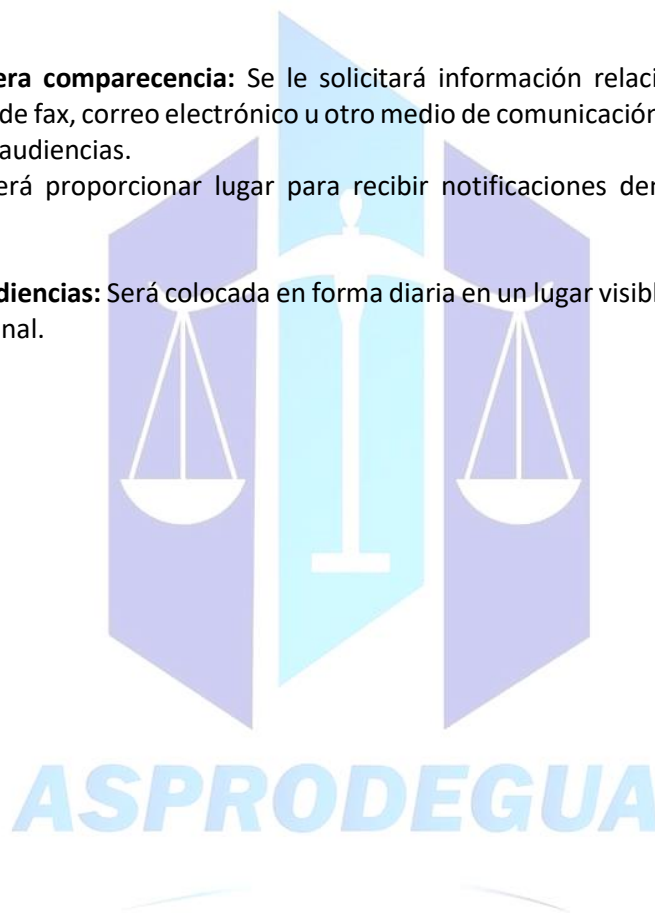 era comparecencia: Se le solicitará información relaci
de fax, correo electrónico u otro medio de comunicación
audiencias.
erá proporcionar lugar para recibir notificaciones der
diencias: Será colocada en forma diaria en un lugar visibl
nal.
ASPRODEGUA